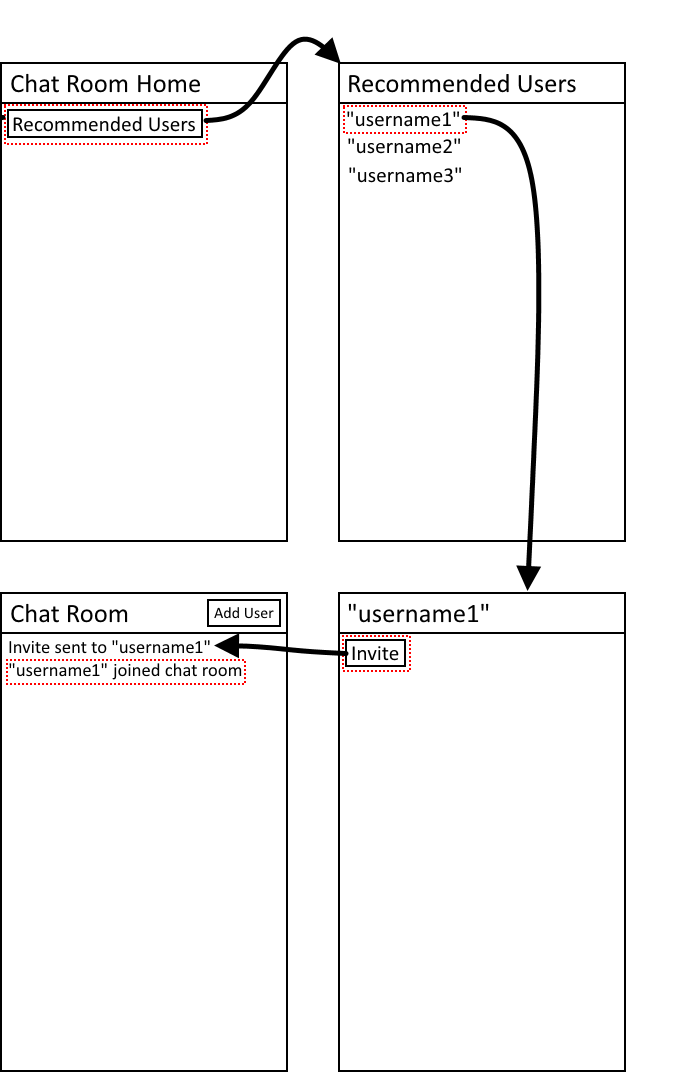 Chat Room Home
Recommended Users
Recommended Users
"username1"
"username2"
"username3"
Chat Room
Add User
Invite sent to "username1"
"username1" joined chat room
"username1"
Invite